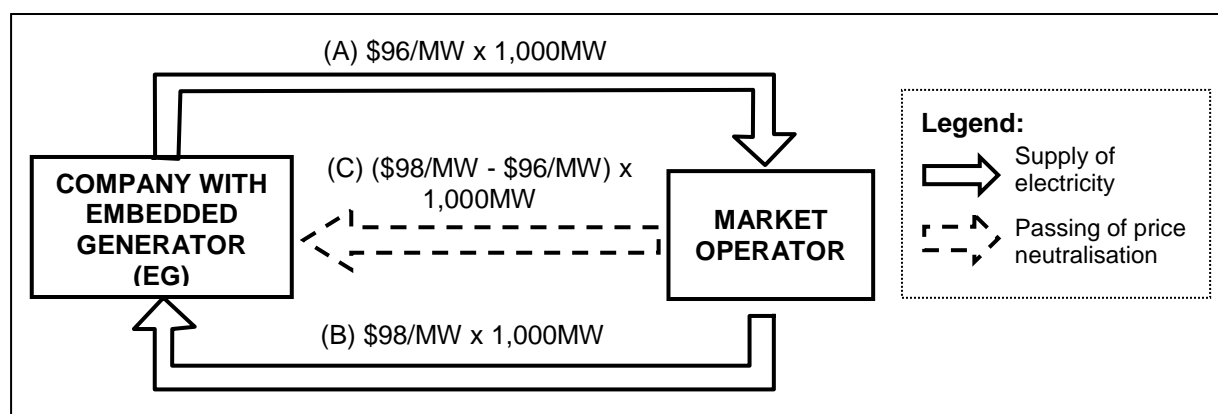 (A) $96/MW x 1,000MW
COMPANY WITH
EMBEDDED
GENERATOR
(EG)
(C) ($98/MW - $96/MW) x
1,000MW
MARKET
OPERATOR
(B) $98/MW x 1,000MW
Legend:
Supply of
electricity
Passing of price
neutralisation